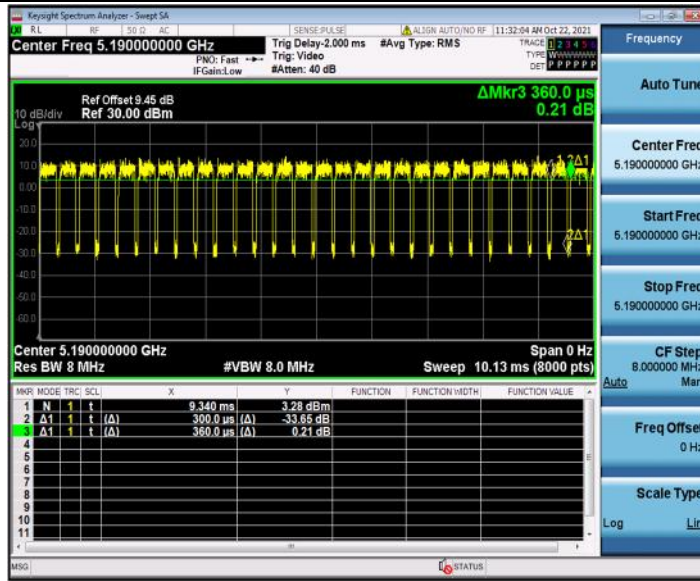 Keysight Spectrum Analyzer - Swept SA
RL RF 50 Ω AC SENSE:PULSE ALIGN AUTO/NO RF 11:32:04 AM Oct 22, 2021
Center Freq 5.190000000 GHz
PNO: Fast
IFGain:Low
Trig Delay-2.000 ms
Trig: Video
#Atten: 40 dB
#Avg Type: RMS
TRACE 1 2 3 4 5 6
TYPE
DET P P P P P P
Ref Offset 9.45 dB
10 dB/div Ref 30.00 dBm
Log
ΔMkr3 360.0 µs
0.21 dB
20.0
10.0
0.00
-10.0
-20.0
-30.0
-40.0
-50.0
-60.0
3Δ1
2Δ1
Center 5.190000000 GHz Span 0 Hz
Res BW 8 MHz #VBW 8.0 MHz Sweep 10.13 ms (8000 pts)
MKR MODE TRC SCL X Y FUNCTION FUNCTION WIDTH FUNCTION VALUE
1 N 1 t 9.340 ms 3.28 dBm
2 Δ1 1 t (Δ) 300.0 µs (Δ) -33.65 dB
3 Δ1 1 t (Δ) 360.0 µs (Δ) 0.21 dB
4
5
6
7
8
9
10
11
MSG STATUS
Frequency
Auto Tune
Center Freq
5.190000000 GHz
Start Freq
5.190000000 GHz
Stop Freq
5.190000000 GHz
CF Step
8.000000 MHz
Auto Man
Freq Offset
0 Hz
Scale Type
Log Lin